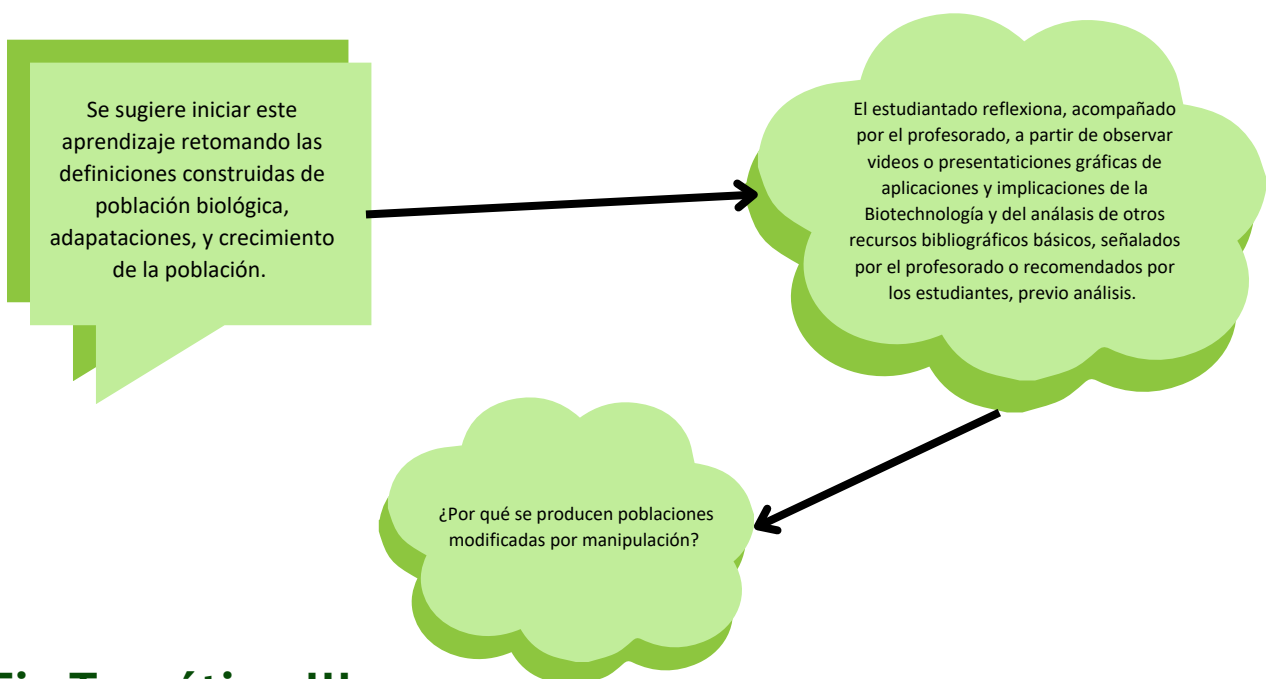 Se sugiere iniciar este
aprendizaje retomando las
definiciones construidas de
población biológica,
adapataciones, y crecimiento
de la población.
El estudiantado reflexiona, acompañado
por el profesorado, a partir de observar
videos o presentaticiones gráficas de
aplicaciones y implicaciones de la
Biotechnología y del análasis de otros
recursos bibliográficos básicos, señalados
por el profesorado o recomendados por
los estudiantes, previo análisis.
¿Por qué se producen poblaciones
modificadas por manipulación?